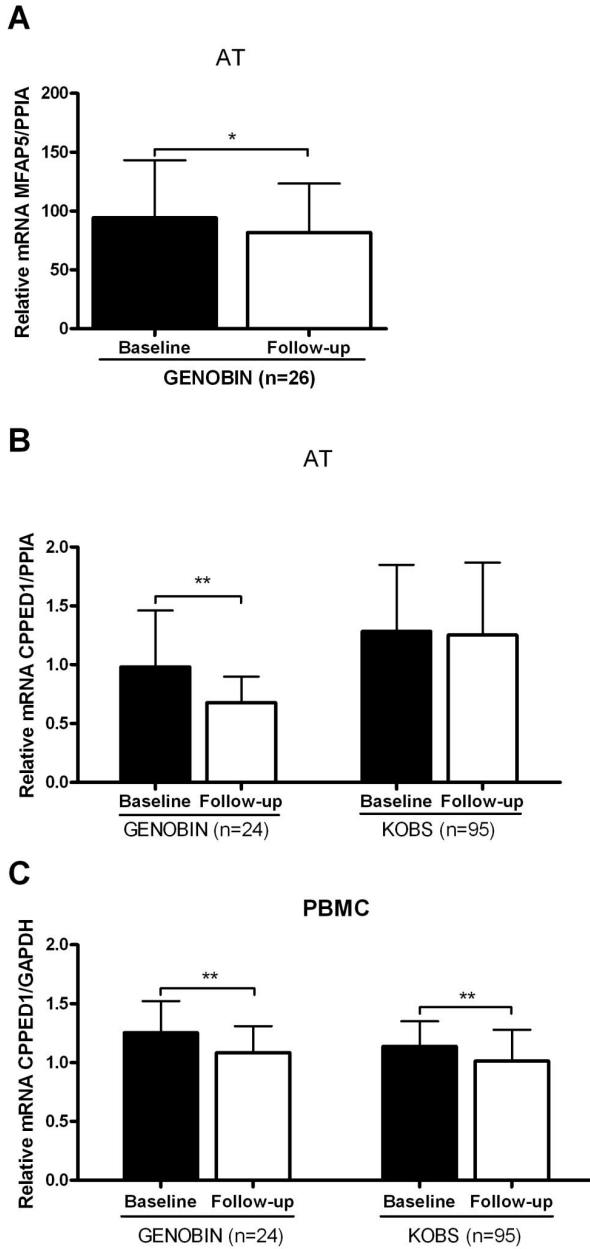 A
AT
Relative mRNA MFAP5/PPIA
200
150
100
50
0
*
Baseline Follow-up
GENOBIN (n=26)
B
AT
Relative mRNA CPPED1/PPIA
2.0
1.5
1.0
0.5
0.0
**
Baseline Follow-up Baseline Follow-up
GENOBIN (n=24) KOBS (n=95)
C
PBMC
Relative mRNA CPPED1/GAPDH
2.0
1.5
1.0
0.5
0.0
** **
Baseline Follow-up Baseline Follow-up
GENOBIN (n=24) KOBS (n=95)